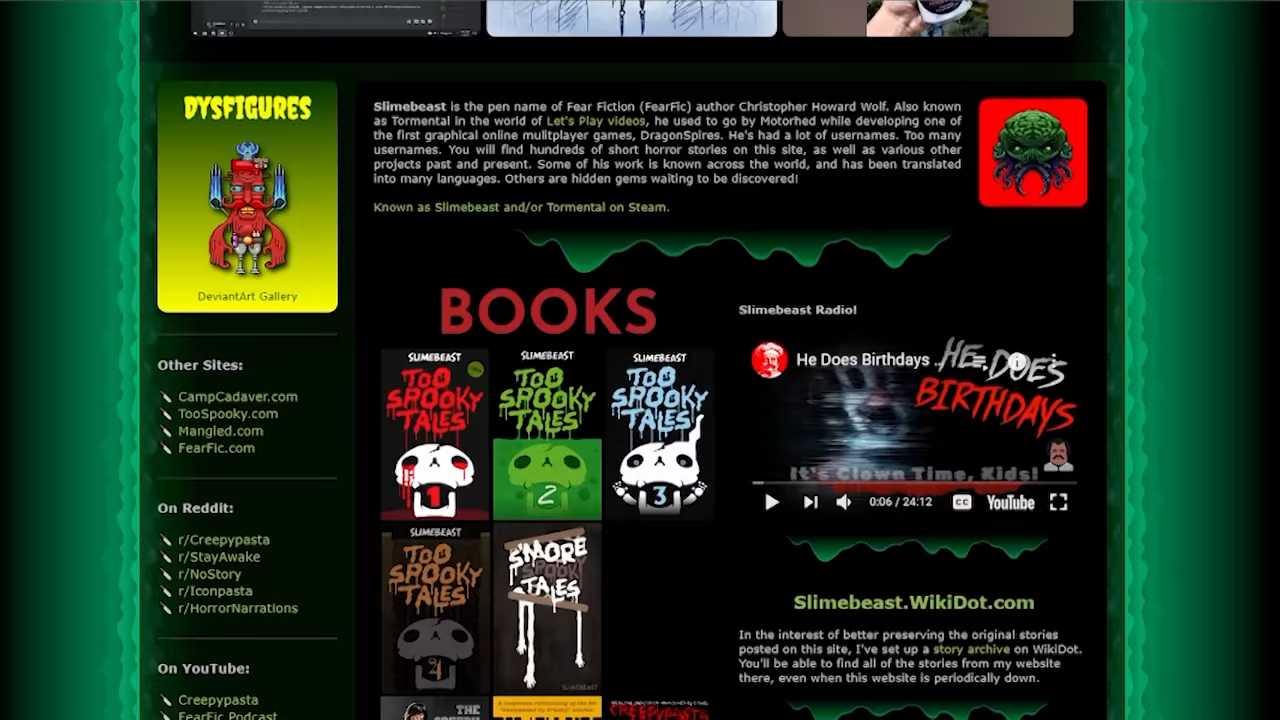 DYSFIGURES
DeviantArt Gallery
Other Sites:
CampCadaver.com
TooSpooky.com
Mangled.com
FearFic.com
On Reddit:
r/Creepypasta
r/StayAwake
r/NoStory
r/Iconpasta
r/HorrorNarrations
On YouTube:
Creepypasta
FearFic Podcast
Slimebeast is the pen name of Fear Fiction (FearFic) author Christopher Howard Wolf. Also known
as Tormental in the world of Let's Play videos, he used to go by Motorhed while developing one of
the first graphical online mulitplayer games, DragonSpires. He's had a lot of usernames. Too many
usernames. You will find hundreds of short horror stories on this site, as well as various other
projects past and present. Some of his work is known across the world, and has been translated
into many languages. Others are hidden gems waiting to be discovered!
Known as Slimebeast and/or Tormental on Steam.
BOOKS
SLIMEBEAST
TOO
SPOOKY
TALES
1
SLIMEBEAST
TOO
SPOOKY
TALES
2
SLIMEBEAST
TOO
SPOOKY
TALES
3
SLIMEBEAST
TOO
SPOOKY
TALES
4
S'MORE
SPOOKY
TALES
SLIMEBEAST
THE
CREEPYPASTA
Slimebeast Radio!
He Does Birthdays ...
HE DOES
BIRTHDAYS
It's Clown Time, Kids!
0:06 / 24:12
CC
YouTube
Slimebeast.WikiDot.com
In the interest of better preserving the original stories
posted on this site, I've set up a story archive on WikiDot.
You'll be able to find all of the stories from my website
there, even when this website is periodically down.